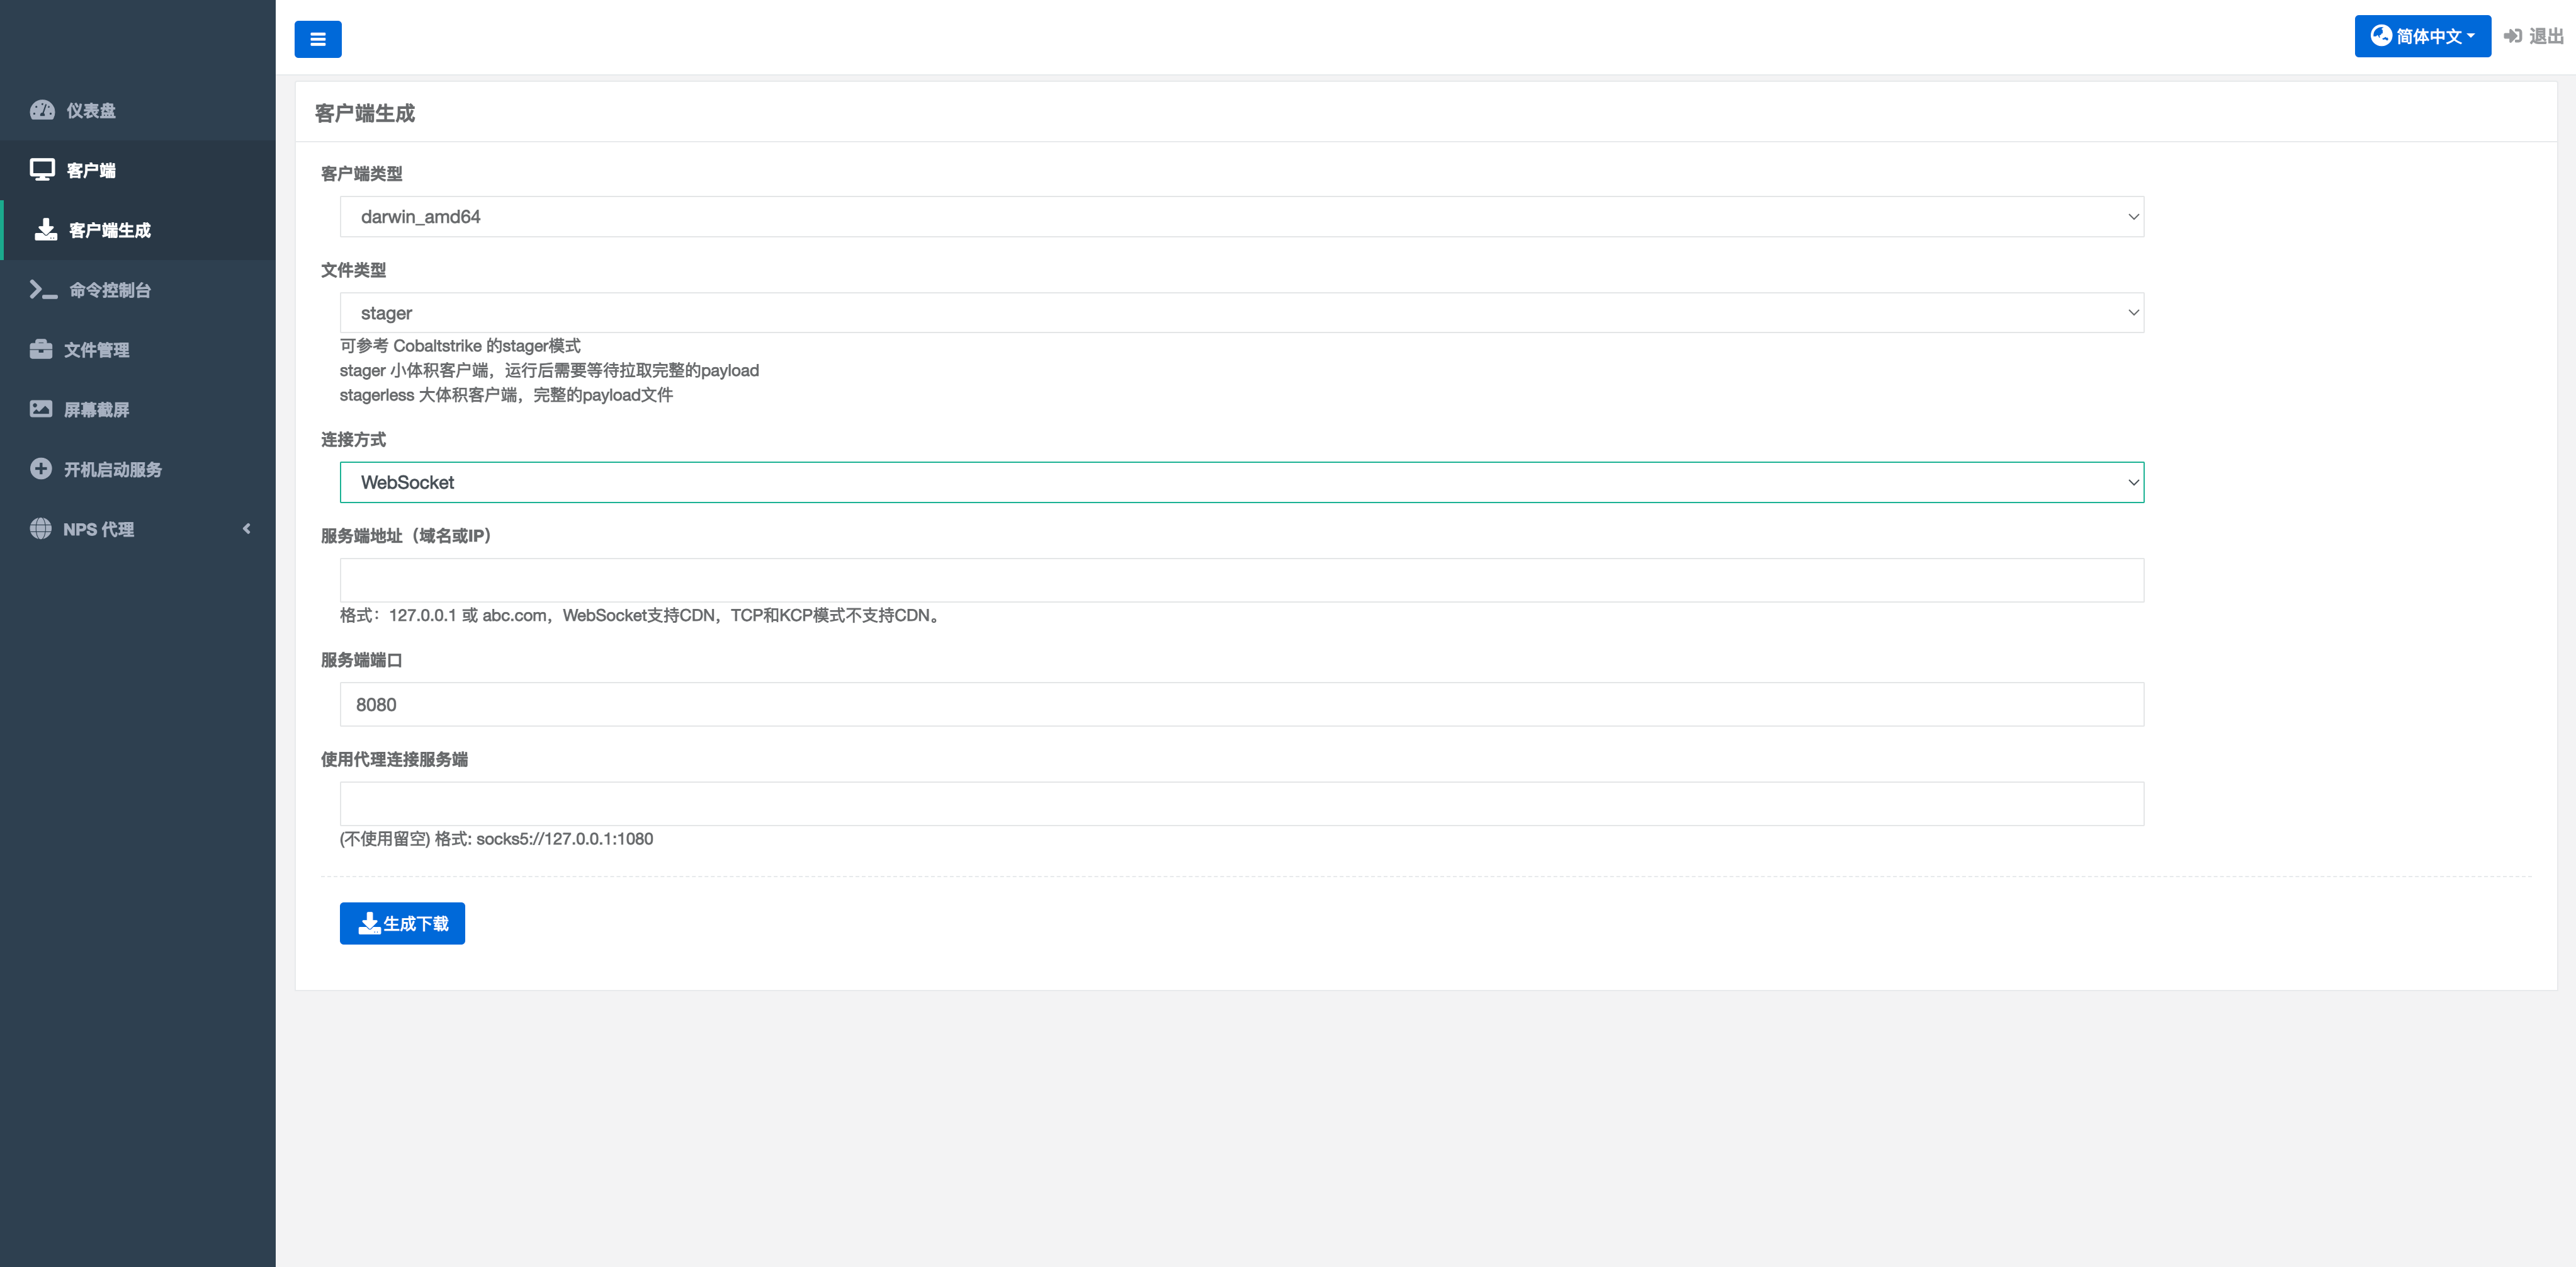 简体中文
退出
仪表盘
客户端
客户端生成
命令控制台
文件管理
屏幕截屏
开机启动服务
NPS 代理
客户端生成
客户端类型
darwin_amd64
文件类型
stager
可参考 Cobaltstrike 的stager模式
stager 小体积客户端，运行后需要等待拉取完整的payload
stagerless 大体积客户端，完整的payload文件
连接方式
WebSocket
服务端地址（域名或IP）
格式：127.0.0.1 或 abc.com，WebSocket支持CDN，TCP和KCP模式不支持CDN。
服务端端口
8080
使用代理连接服务端
(不使用留空) 格式: socks5://127.0.0.1:1080
生成下载